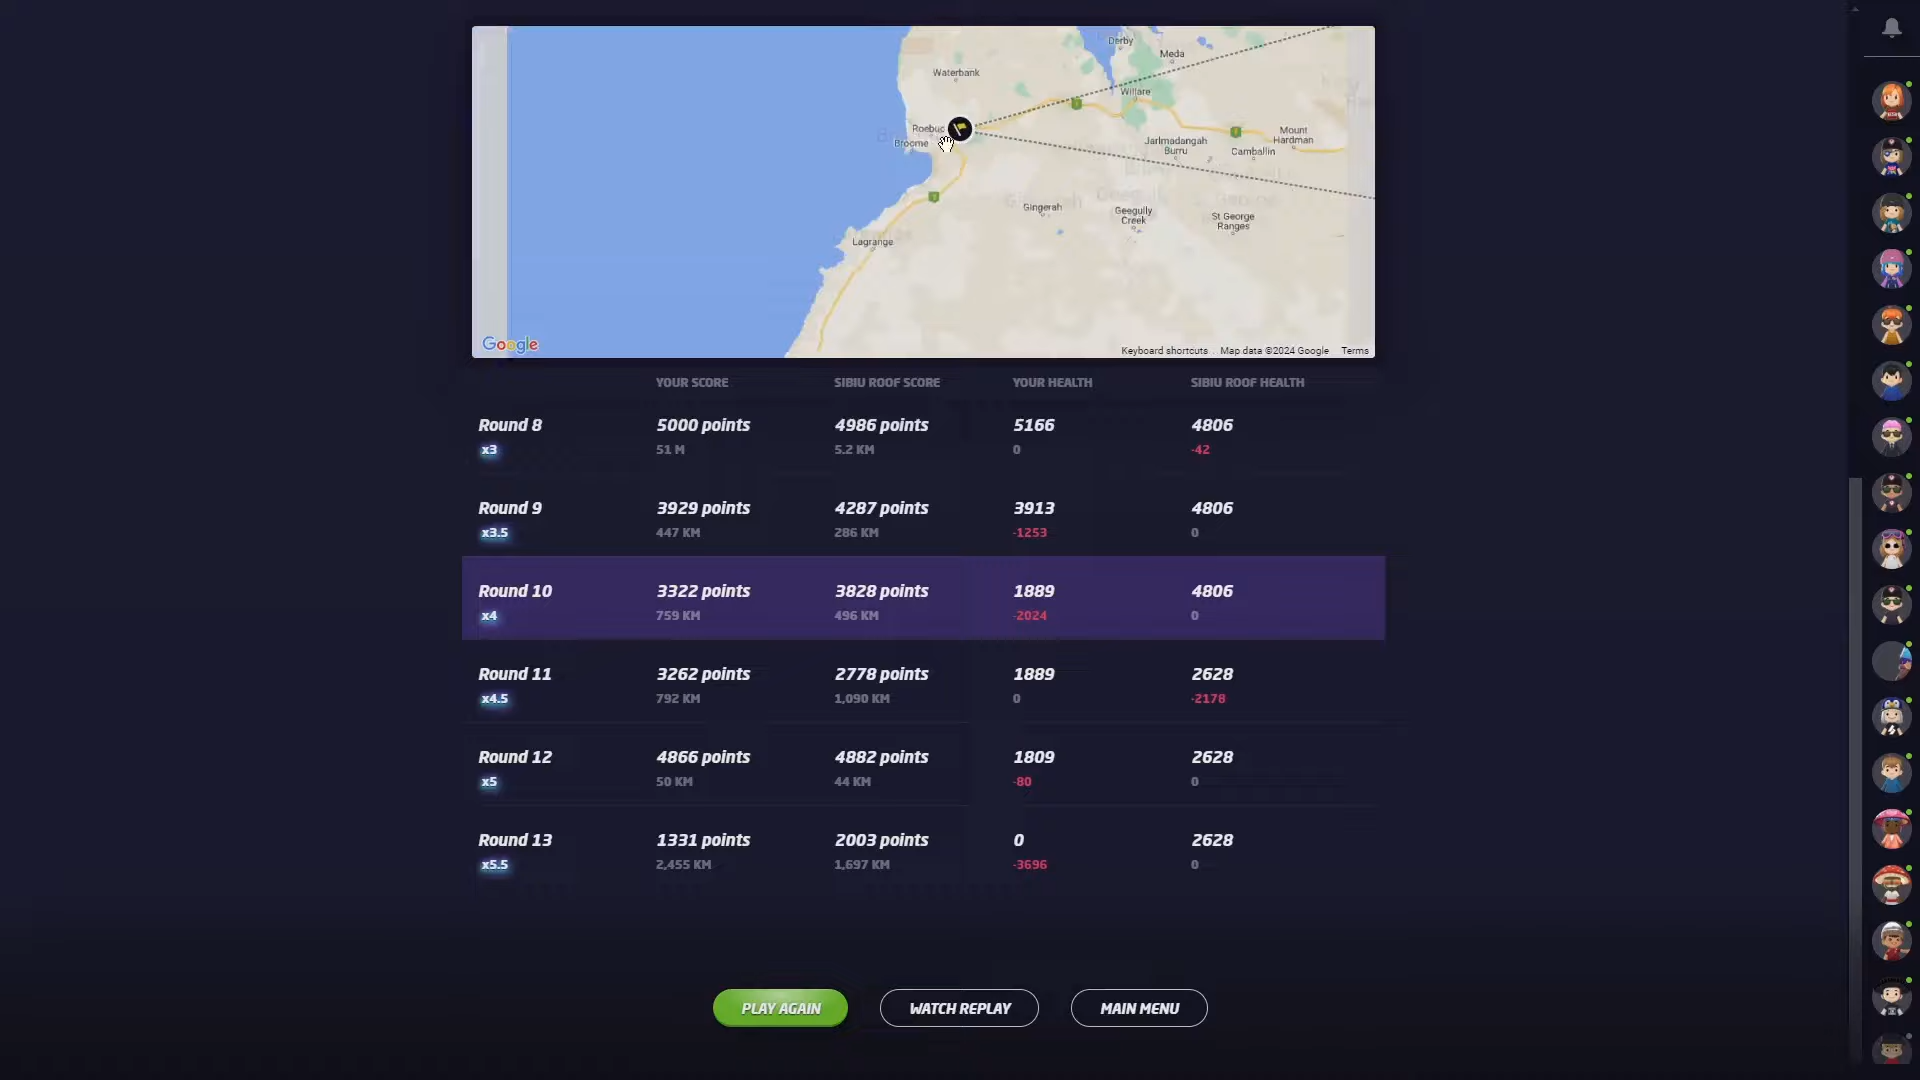 Derby
Meda
Waterbank
Willare
Roebuc
Broome
Mount
Hardman
Jarlmadangah
Burru
Camballin
Gingerah
Geegully
Creek
St George
Ranges
Lagrange
Google
Keyboard shortcuts
Map data ©2024 Google
Terms
YOUR SCORE SIBIU ROOF SCORE YOUR HEALTH SIBIU ROOF HEALTH
Round 8 5000 points 4986 points 5166 4806
x3 51 M 5.2 KM 0 -42
Round 9 3929 points 4287 points 3913 4806
x3.5 447 KM 286 KM -1253 0
Round 10 3322 points 3828 points 1889 4806
x4 759 KM 496 KM -2024 0
Round 11 3262 points 2778 points 1889 2628
x4.5 792 KM 1,090 KM 0 -2178
Round 12 4866 points 4882 points 1809 2628
x5 50 KM 44 KM -80 0
Round 13 1331 points 2003 points 0 2628
x5.5 2,455 KM 1,697 KM -3696 0
PLAY AGAIN WATCH REPLAY MAIN MENU